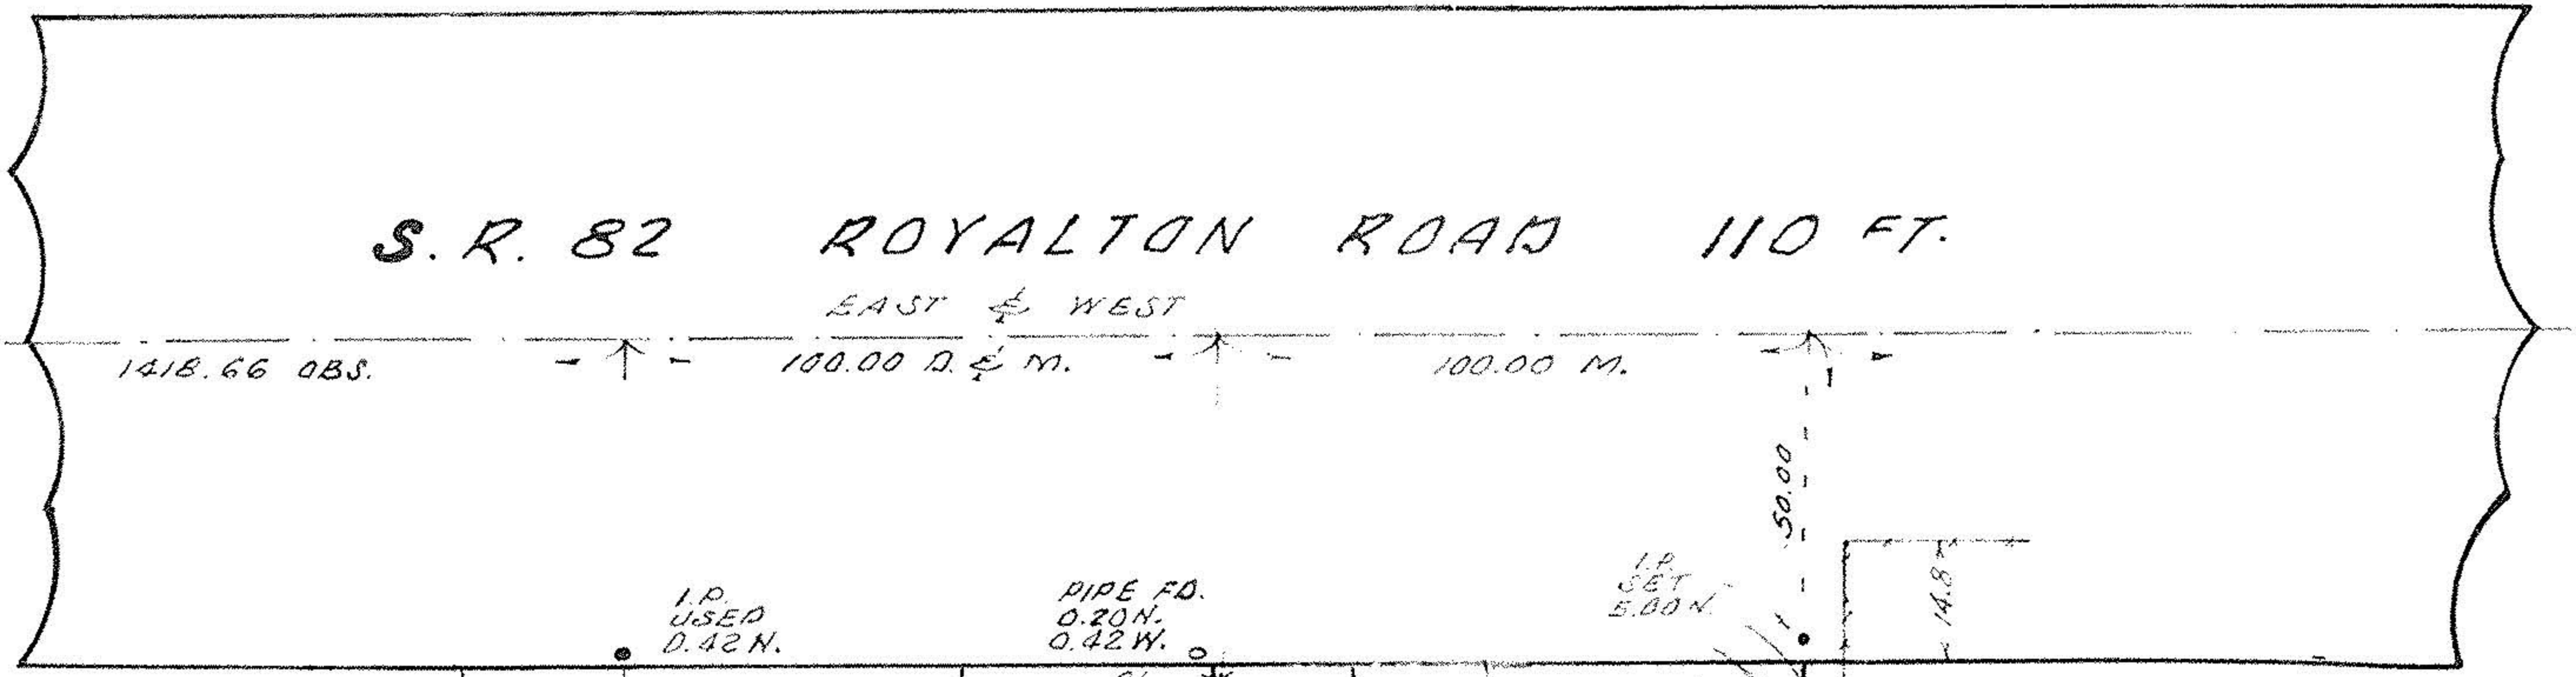 S. R. 82 ROYALTON ROAD 110 FT.
EAST & WEST
1418.66 OBS.
100.00 D. & M.
100.00 M.
50.00
I.P.
USED
0.42 N.
PIPE FD.
0.20 N.
0.42 W.
I.P.
SET
5.00 N.
14.8